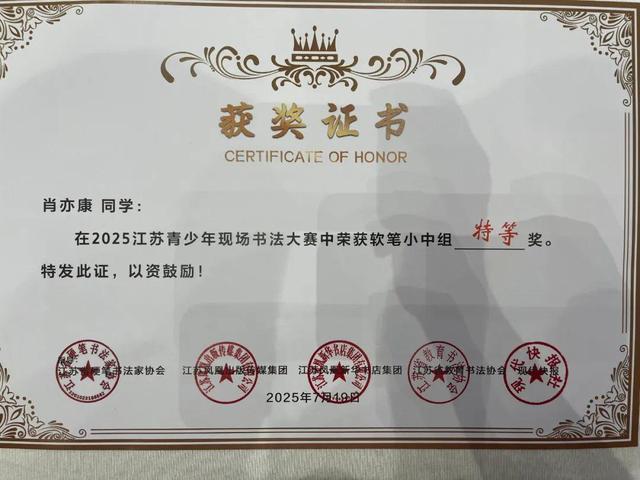 获奖证书
CERTIFICATE OF HONOR
肖亦康 同学：
在2025江苏青少年现场书法大赛中荣获软笔小中组 特等 奖。
特发此证，以资鼓励！
江苏省硬笔书法家协会 江苏凤凰出版传媒集团 江苏凤凰新华书店集团 江苏省教育书法协会 现代快报
2025年7月19日